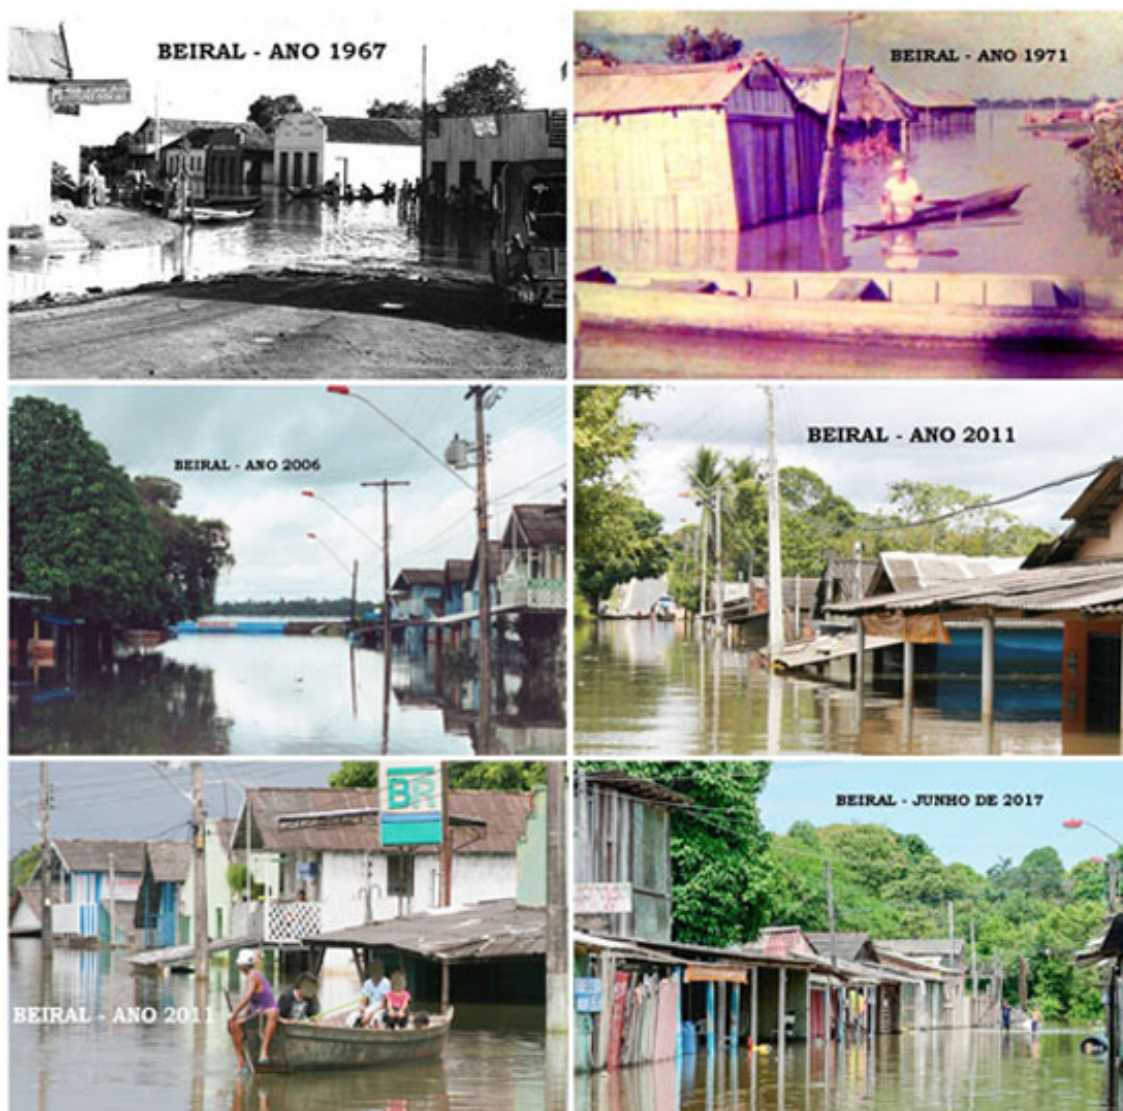 BEIRAL - ANO 1967
BEIRAL - ANO 1971
BEIRAL - ANO 2006
BEIRAL - ANO 2011
BR
BEIRAL - ANO 2011
BEIRAL - JUNHO DE 2017